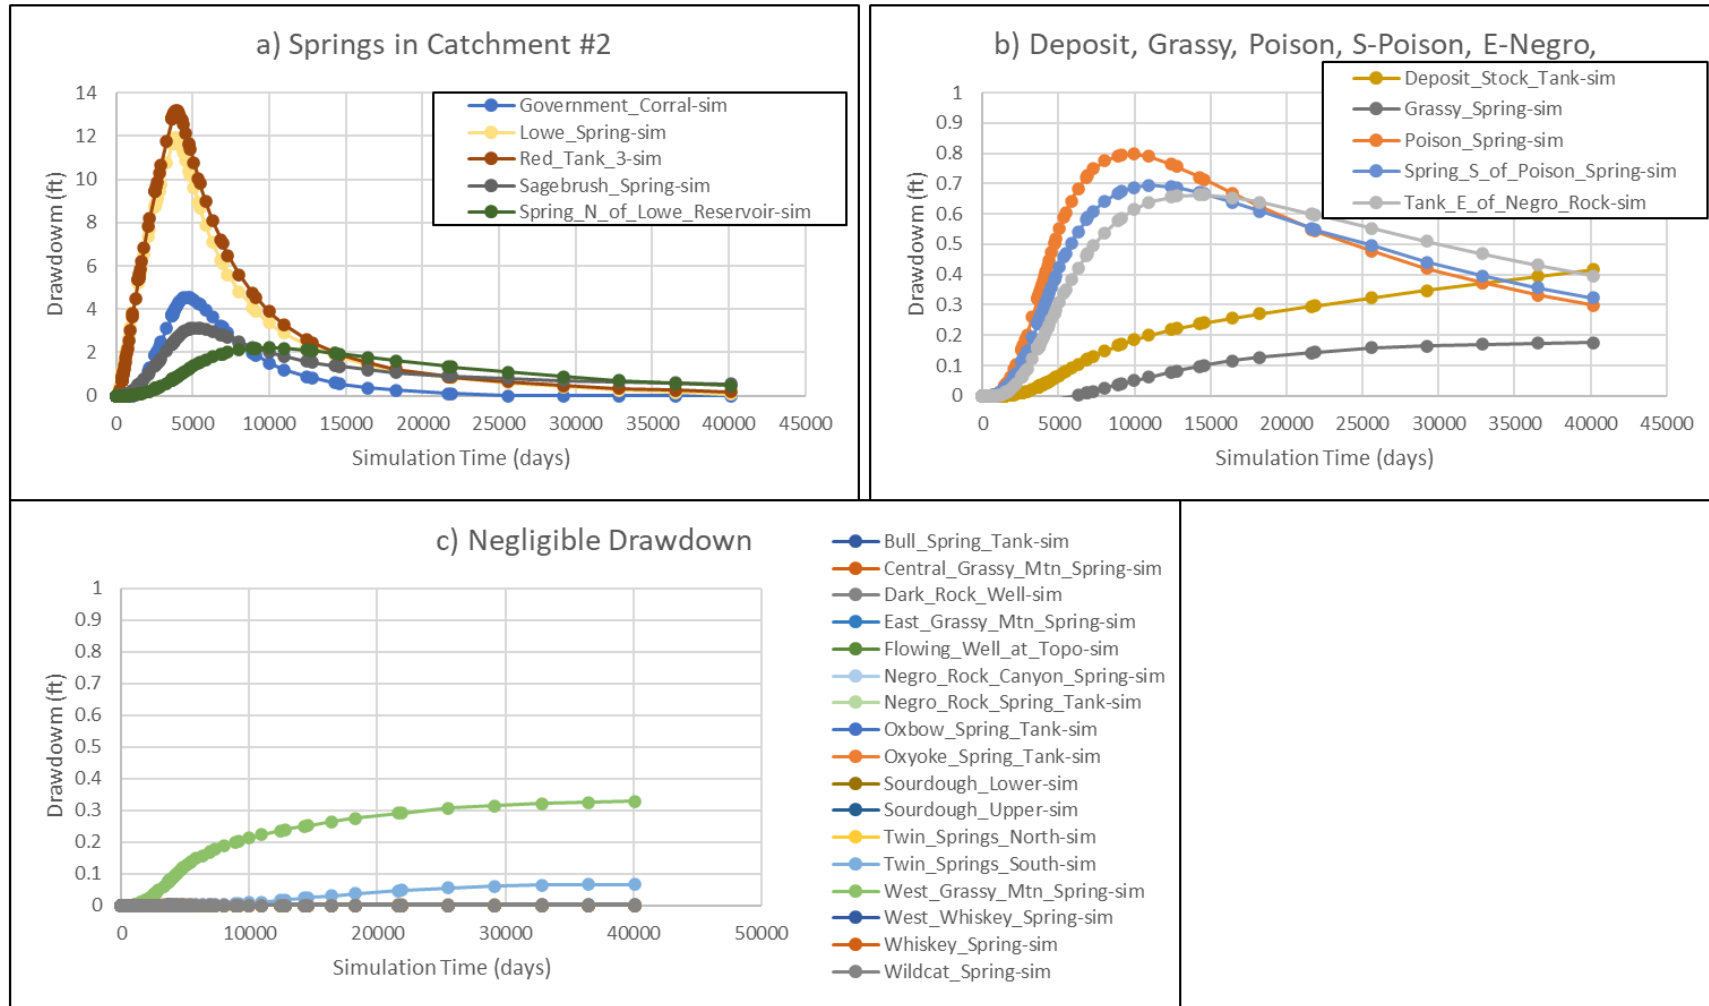 a) Springs in Catchment #2
14
12
10
8
6
4
2
0
Drawdowm (ft)
0 5000 10000 15000 20000 25000 30000 35000 40000 45000
Simulation Time (days)
Government_Corral-sim
Lowe_Spring-sim
Red_Tank_3-sim
Sagebrush_Spring-sim
Spring_N_of_Lowe_Reservoir-sim
b) Deposit, Grassy, Poison, S-Poison, E-Negro,
1
0.9
0.8
0.7
0.6
0.5
0.4
0.3
0.2
0.1
0
Drawdowm (ft)
0 5000 10000 15000 20000 25000 30000 35000 40000 45000
Simulation Time (days)
Deposit_Stock_Tank-sim
Grassy_Spring-sim
Poison_Spring-sim
Spring_S_of_Poison_Spring-sim
Tank_E_of_Negro_Rock-sim
c) Negligible Drawdown
1
0.9
0.8
0.7
0.6
0.5
0.4
0.3
0.2
0.1
0
Drawdowm (ft)
0 10000 20000 30000 40000 50000
Simulation Time (days)
Bull_Spring_Tank-sim
Central_Grassy_Mtn_Spring-sim
Dark_Rock_Well-sim
East_Grassy_Mtn_Spring-sim
Flowing_Well_at_Topo-sim
Negro_Rock_Canyon_Spring-sim
Negro_Rock_Spring_Tank-sim
Oxbow_Spring_Tank-sim
Oxyoke_Spring_Tank-sim
Sourdough_Lower-sim
Sourdough_Upper-sim
Twin_Springs_North-sim
Twin_Springs_South-sim
West_Grassy_Mtn_Spring-sim
West_Whiskey_Spring-sim
Whiskey_Spring-sim
Wildcat_Spring-sim